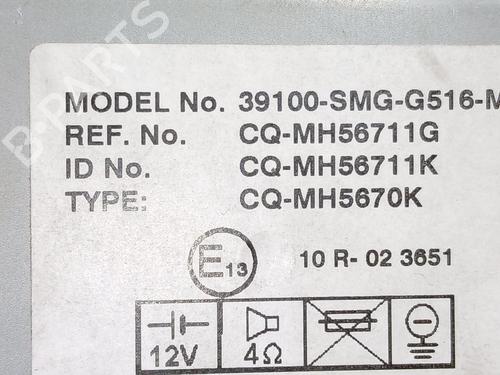 MODEL No. 39100-SMG-G516-M
REF. No. CQ-MH56711G
ID No. CQ-MH56711K
TYPE: CQ-MH5670K
E13 10 R- 02 3651
12V 4Ω
B-PARTS